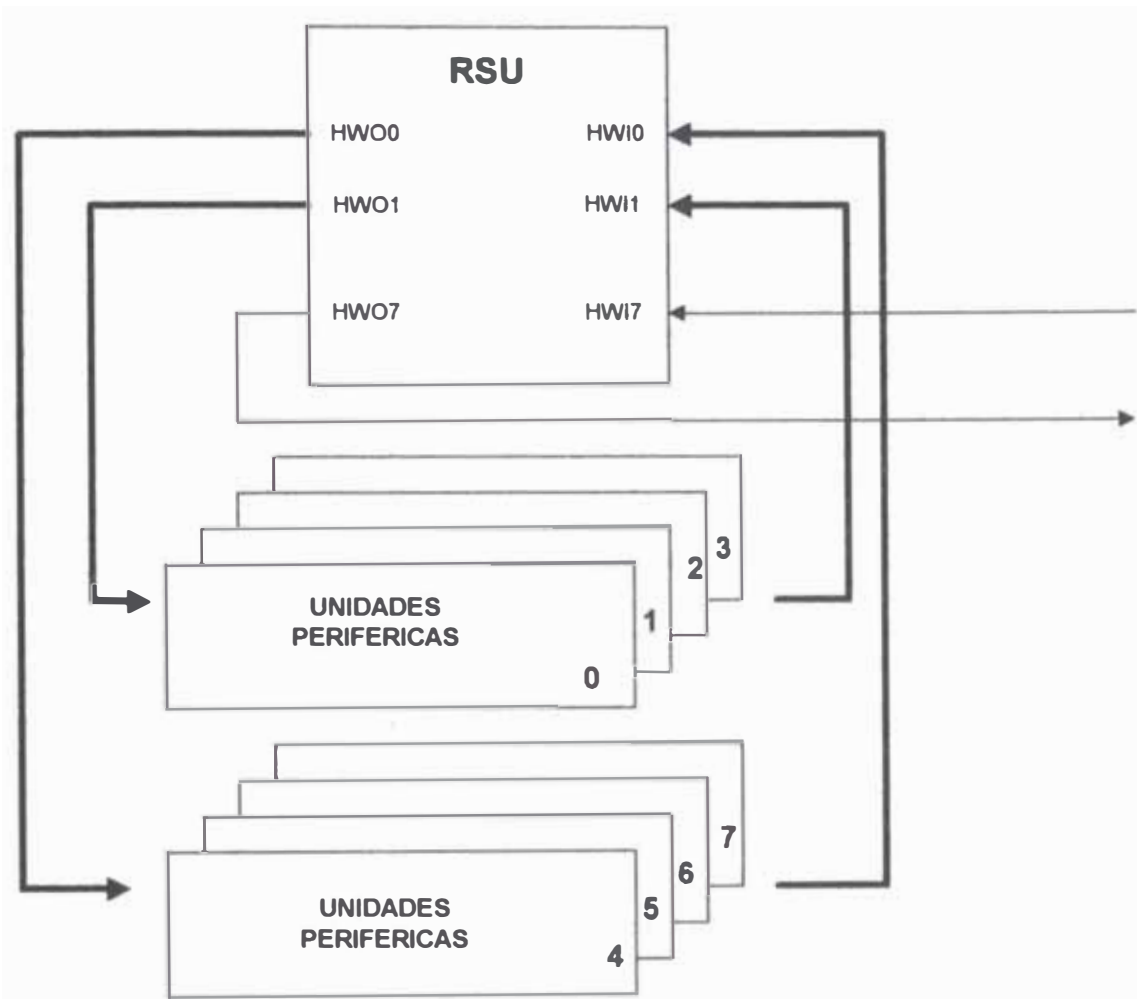 RSU
HWO0
HWI0
HWO1
HWI1
HWO7
HWI7
3
2
1
UNIDADES
PERIFERICAS
0
7
6
5
UNIDADES
PERIFERICAS
4